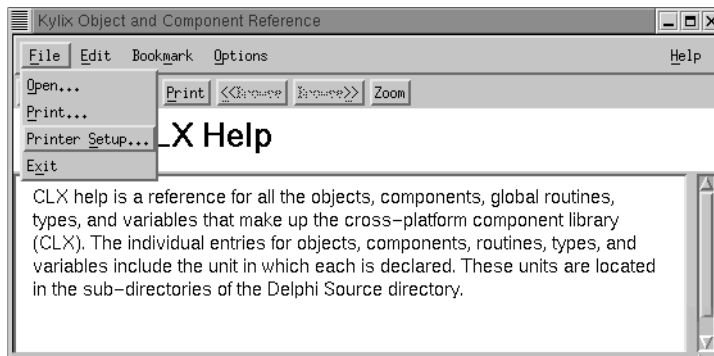 Kylix Object and Component Reference
File Edit Bookmark Options Help
Open...
Print...
Printer Setup...
Exit
Print <<Browse Browse>> Zoom
LX Help
CLX help is a reference for all the objects, components, global routines,
types, and variables that make up the cross-platform component library
(CLX). The individual entries for objects, components, routines, types, and
variables include the unit in which each is declared. These units are located
in the sub-directories of the Delphi Source directory.